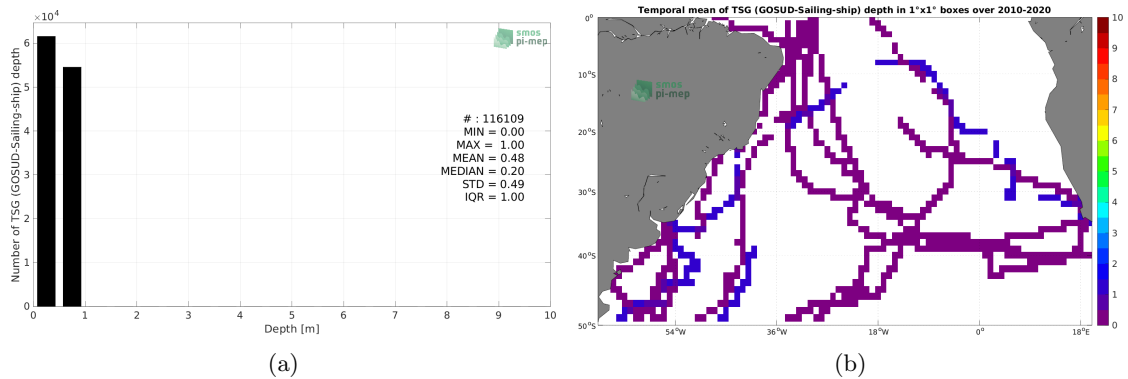 ×10⁴
6
5
4
3
2
1
0
Number of TSG (GOSUD-Sailing-ship) depth
smos
pi-mep
# : 116109
MIN = 0.00
MAX = 1.00
MEAN = 0.48
MEDIAN = 0.20
STD = 0.49
IQR = 1.00
0 1 2 3 4 5 6 7 8 9 10
Depth [m]
(a)
Temporal mean of TSG (GOSUD-Sailing-ship) depth in 1°x1° boxes over 2010-2020
0°
10°S
20°S
30°S
40°S
50°S
smos
pi-mep
54°W 36°W 18°W 0° 18°E
10
9
8
7
6
5
4
3
2
1
0
(b)